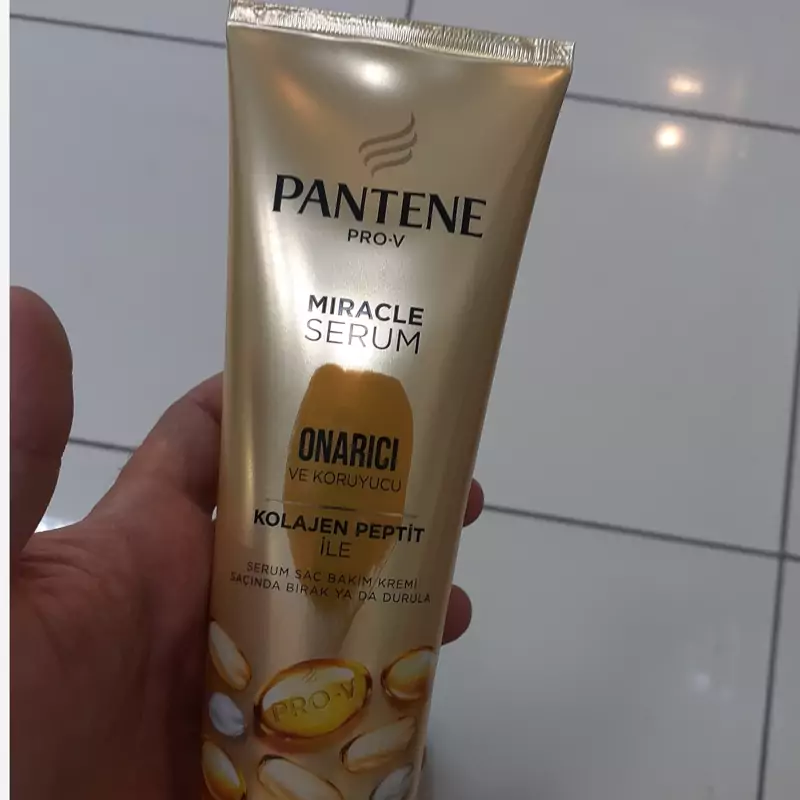 PANTENE
PRO-V
MIRACLE
SERUM
ONARICI
VE KORUYUCU
KOLAJEN PEPTİT
İLE
SERUM SAÇ BAKIM KREMİ
SAÇINDA BIRAK YA DA DURULA
PRO-V